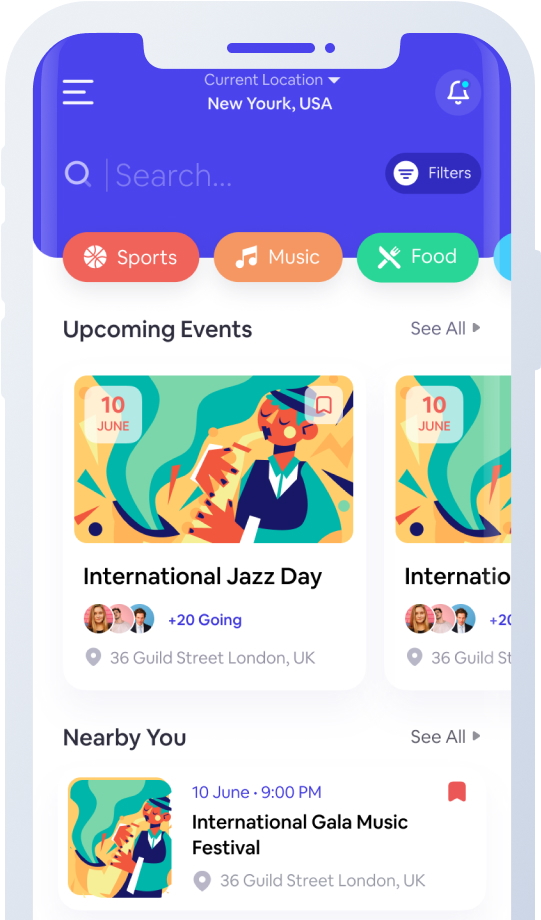 Current Location
New Yourk, USA
Search...
Filters
Sports
Music
Food
Upcoming Events
See All
10
JUNE
10
JUNE
International Jazz Day
Internatio
+20 Going
+20
36 Guild Street London, UK
36 Guild St
Nearby You
See All
10 June • 9:00 PM
International Gala Music
Festival
36 Guild Street London, UK